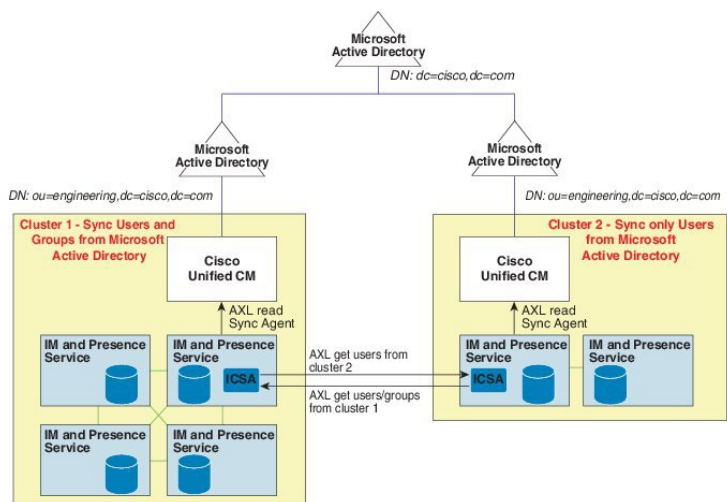 Microsoft
Active Directory
DN: dc=cisco,dc=com
Microsoft
Active Directory
Microsoft
Active Directory
DN: ou=engineering,dc=cisco,dc=com
DN: ou=engineering,dc=cisco,dc=com
Cluster 1 - Sync Users and
Groups from Microsoft
Active Directory
Cisco
Unified CM
AXL read
Sync Agent
IM and Presence
Service
IM and Presence
Service
ICSA
IM and Presence
Service
IM and Presence
Service
AXL get users from
cluster 2
AXL get users/groups
from cluster 1
Cluster 2 - Sync only Users
from Microsoft
Active Directory
Cisco
Unified CM
AXL read
Sync Agent
IM and Presence
Service
ICSA
IM and Presence
Service